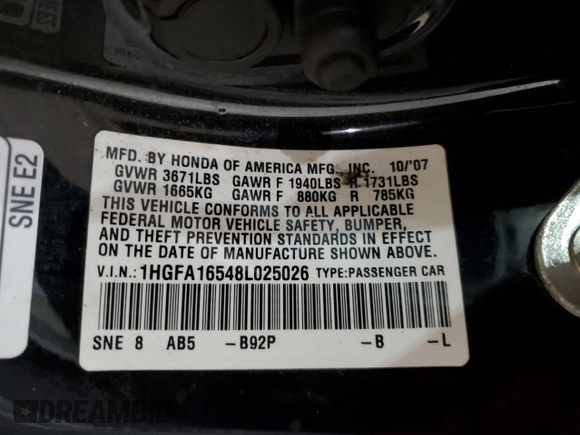 SNE E2
MFD. BY HONDA OF AMERICA MFG., INC. 10/'07
GVWR 3671LBS GAWR F 1940LBS R 1731LBS
GVWR 1665KG GAWR F 880KG R 785KG
THIS VEHICLE CONFORMS TO ALL APPLICABLE
FEDERAL MOTOR VEHICLE SAFETY, BUMPER,
AND THEFT PREVENTION STANDARDS IN EFFECT
ON THE DATE OF MANUFACTURE SHOWN ABOVE.
V.I.N.: 1HGFA16548L025026 TYPE:PASSENGER CAR
SNE 8 AB5 -B92P -B -L
DREAMBID